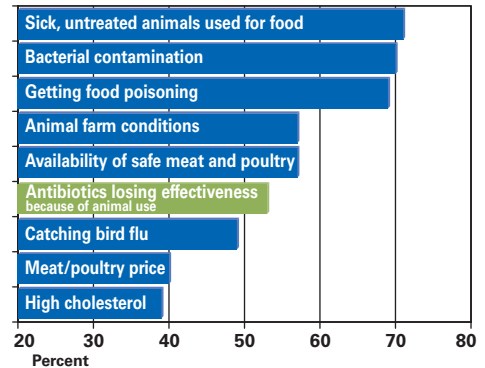 Sick, untreated animals used for food
Bacterial contamination
Getting food poisoning
Animal farm conditions
Availability of safe meat and poultry
Antibiotics losing effectiveness
because of animal use
Catching bird flu
Meat/poultry price
High cholesterol
20 30 40 50 60 70 80
Percent